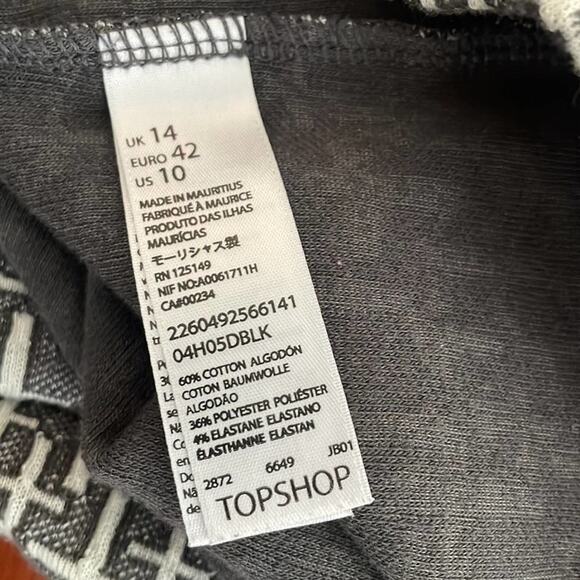 UK 14
EURO 42
US 10
MADE IN MAURITIUS
FABRIQUÉ À MAURICE
PRODUTO DAS ILHAS
MAURÍCIAS
モーリシャス製
RN 125149
NIF NO:A0061711H
CA#00234
2260492566141
04H05DBLK
60% COTTON ALGODÓN
COTON BAUMWOLLE
ALGODÃO
36% POLYESTER POLIÉSTER
4% ELASTANE ELASTANO
ÉLASTHANNE ELASTAN
2872 6649 JB01
TOPSHOP